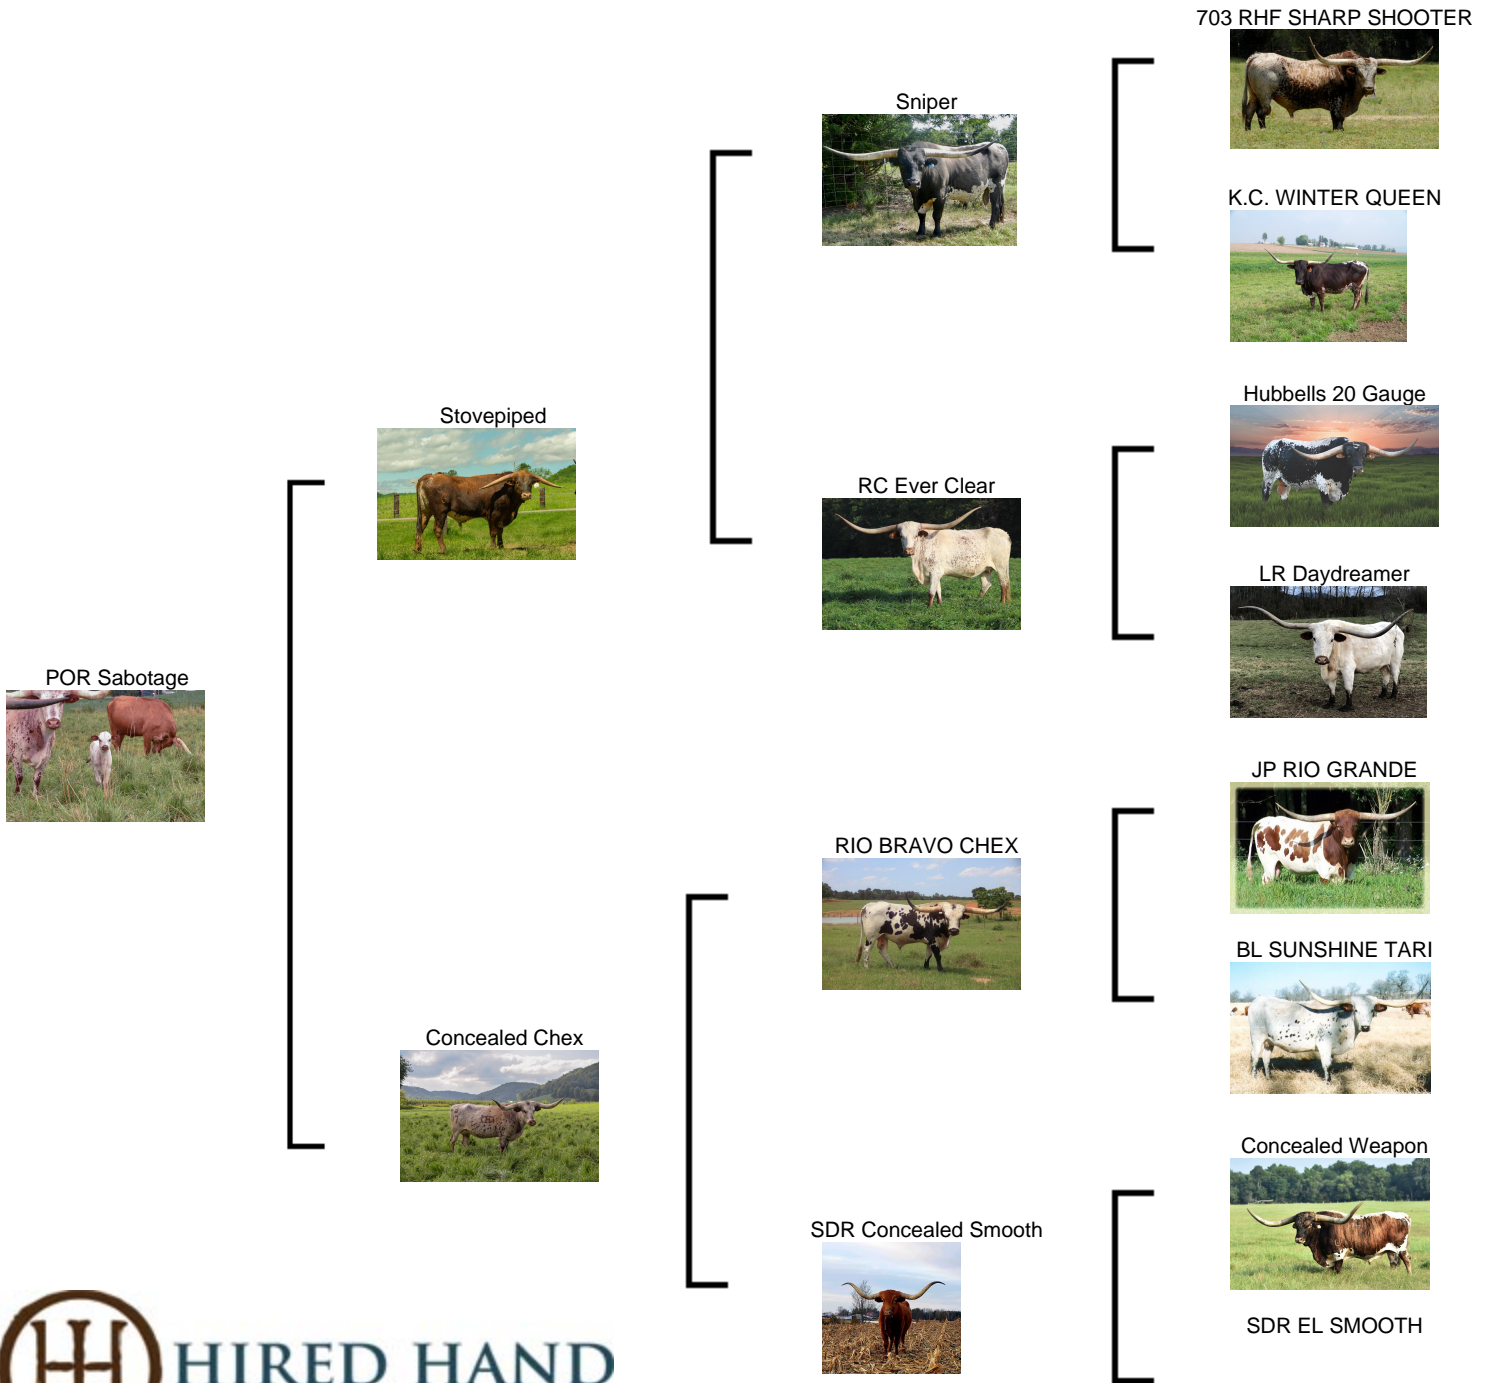 703 RHF SHARP SHOOTER
Sniper
K.C. WINTER QUEEN
Stovepiped
Hubbells 20 Gauge
RC Ever Clear
LR Daydreamer
POR Sabotage
JP RIO GRANDE
RIO BRAVO CHEX
BL SUNSHINE TARI
Concealed Chex
Concealed Weapon
SDR Concealed Smooth
SDR EL SMOOTH
HIRED HAND